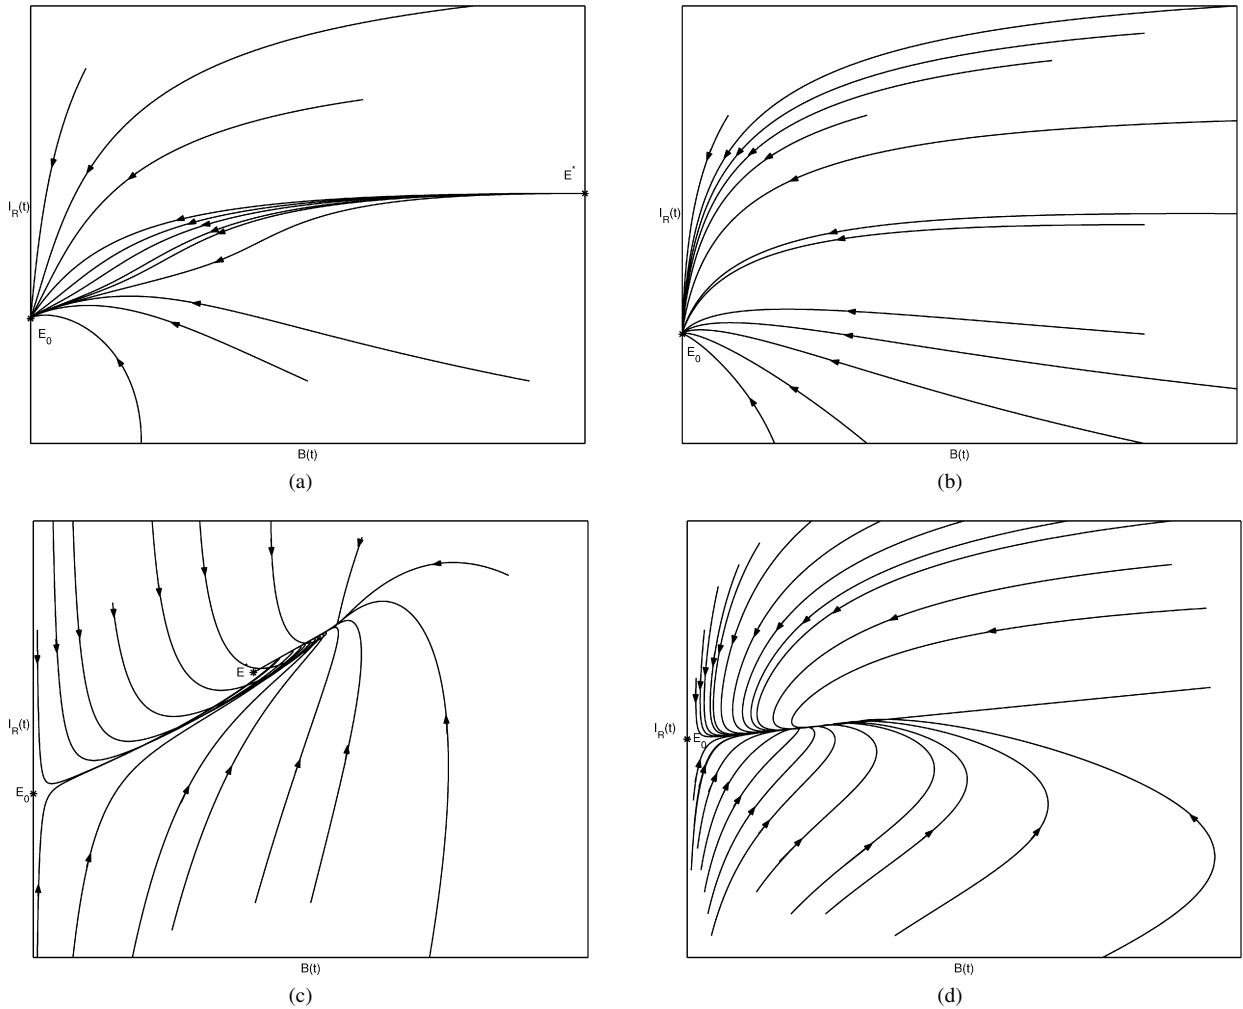 E*
I_R(t)
E_0
B(t)
(a)
I_R(t)
E_0
B(t)
(b)
E
I_R(t)
E_0
B(t)
(c)
I_R(t)
E_0
B(t)
(d)